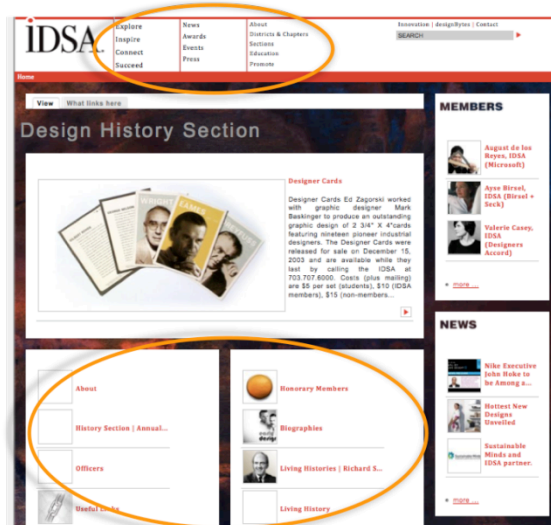 IDSA
Explore
Inspire
Connect
Succeed
News
Awards
Events
Press
About
Districts & Chapters
Sections
Education
Promote
Innovation | designBytes | Contact
SEARCH
Home
View
What links here
Design History Section
Designer Cards
Designer Cards Ed Zagorski worked
with graphic designer Mark
Baskinger to produce an outstanding
graphic design of 2 3/4" X 4"cards
featuring nineteen pioneer industrial
designers. The Designer Cards were
released for sale on December 15,
2003 and are available while they
last by calling the IDSA at
703.707.6000. Costs (plus mailing)
are $5 per set (students), $10 (IDSA
members), $15 (non-members...
WRIGHT
EAMES
About
History Section | Annual...
Officers
Useful Links
Honorary Members
Biographies
Living Histories | Richard S...
Living History
MEMBERS
August de los
Reyes, IDSA
(Microsoft)
Ayse Birsel,
IDSA (Birsel +
Seck)
Valerie Casey,
IDSA
(Designers
Accord)
more ...
NEWS
Nike Executive
John Hoke to
be Among a...
Hottest New
Designs
Unveiled
Sustainable
Minds and
IDSA partner.
more ...